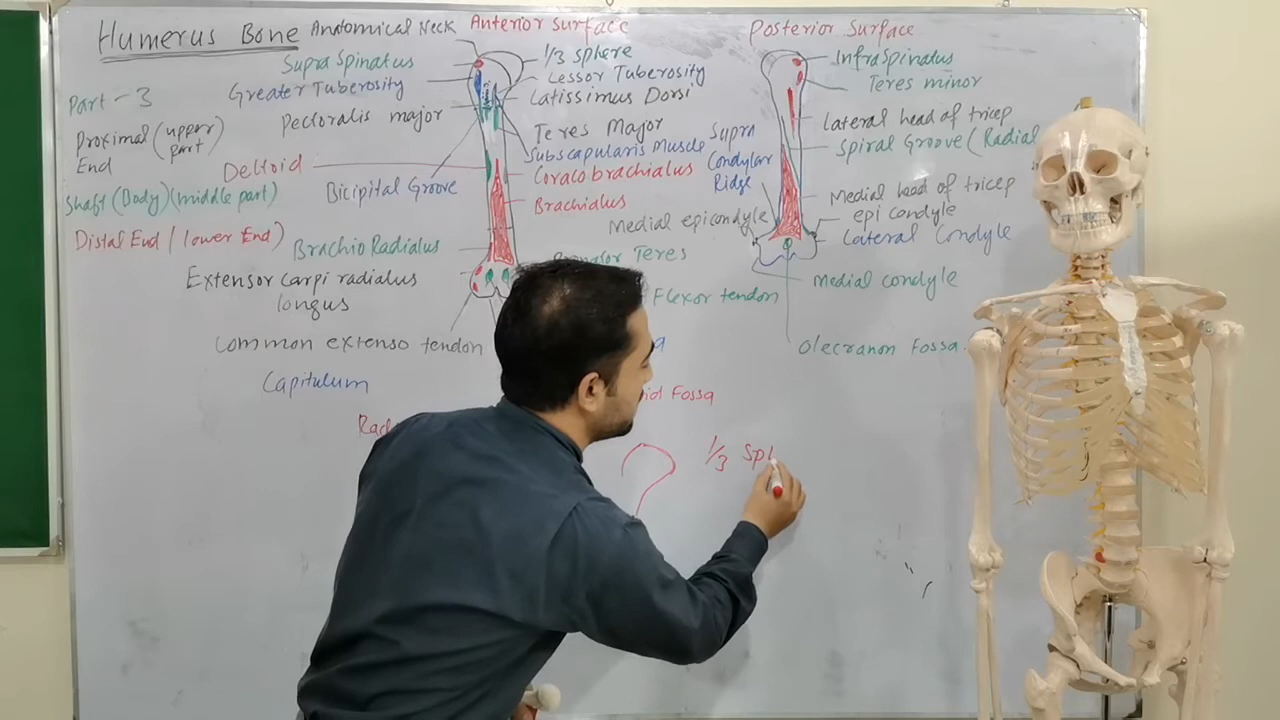 Humerus Bone
Anatomical Neck
Anterior surface
Posterior Surface
Supra Spinatus
1/3 sphere
Greater Tuberosity
Lessor Tuberosity
Latissimus Dorsi
Part-3
Pectoralis major
Teres Major
Proximal (upper part) End
Subscapularis Muscle
Deltoid
Coracobrachialus
Bicipital Groove
Brachialus
Shaft (Body) (middle part)
Distal End / lower End)
Brachio Radialus
Teres
Extensor carpi radialus
longus
Flexor tendon
Common extenso tendon
Capitulum
Fossa
InfraSpinatus
Teres minor
Lateral head of tricep
Spiral Groove (Radial
Supra
Condylar
Ridge
Medial head of tricep
epi condyle
Medial epicondyle
Lateral Condyle
Medial condyle
Olecranon Fossa
1/3 Sp